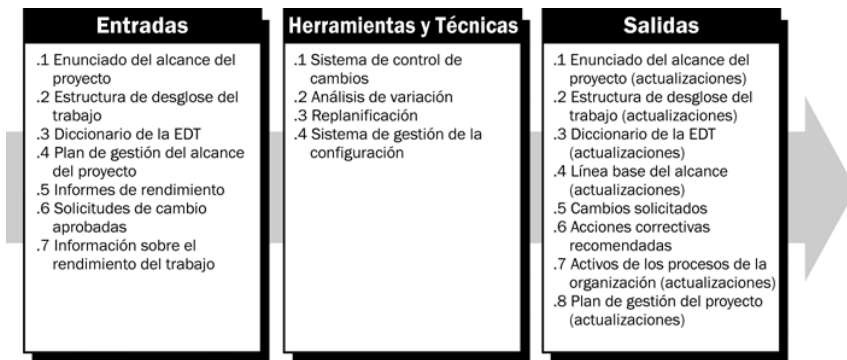 Entradas
.1 Enunciado del alcance del
proyecto
.2 Estructura de desglose del
trabajo
.3 Diccionario de la EDT
.4 Plan de gestión del alcance
del proyecto
.5 Informes de rendimiento
.6 Solicitudes de cambio
aprobadas
.7 Información sobre el
rendimiento del trabajo
Herramientas y Técnicas
.1 Sistema de control de
cambios
.2 Análisis de variación
.3 Replanificación
.4 Sistema de gestión de la
configuración
Salidas
.1 Enunciado del alcance del
proyecto (actualizaciones)
.2 Estructura de desglose del
trabajo (actualizaciones)
.3 Diccionario de la EDT
(actualizaciones)
.4 Línea base del alcance
(actualizaciones)
.5 Cambios solicitados
.6 Acciones correctivas
recomendadas
.7 Activos de los procesos de la
organización (actualizaciones)
.8 Plan de gestión del proyecto
(actualizaciones)